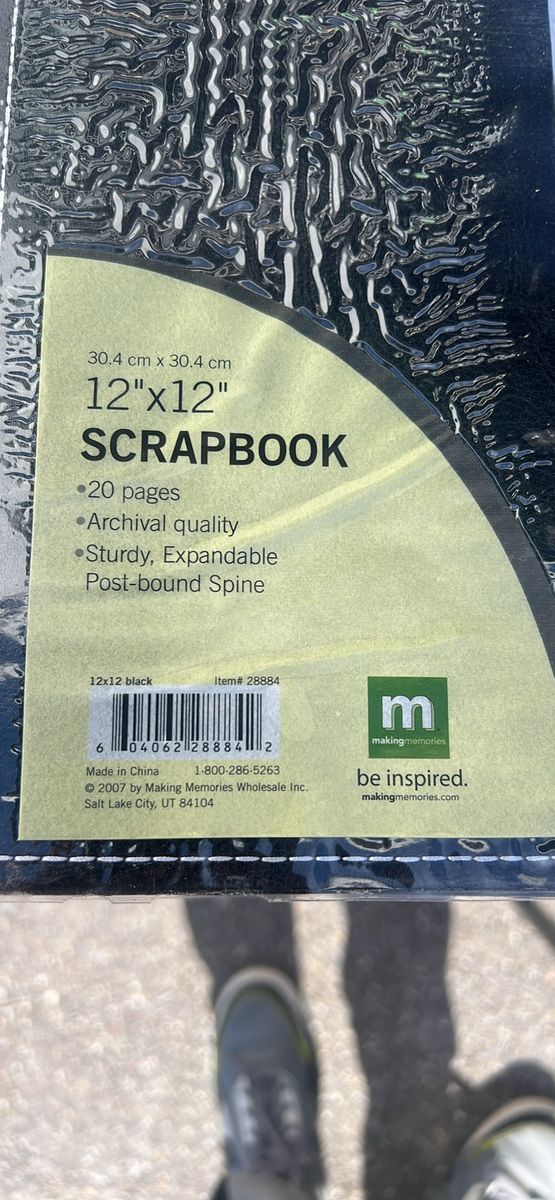 30.4 cm x 30.4 cm
12"x12"
SCRAPBOOK
•20 pages
•Archival quality
•Sturdy, Expandable
Post-bound Spine
12x12 black Item# 28884
6 04062 28884 2
Made in China 1-800-286-5263
© 2007 by Making Memories Wholesale Inc.
Salt Lake City, UT 84104
m
makingmemories
be inspired.
makingmemories.com